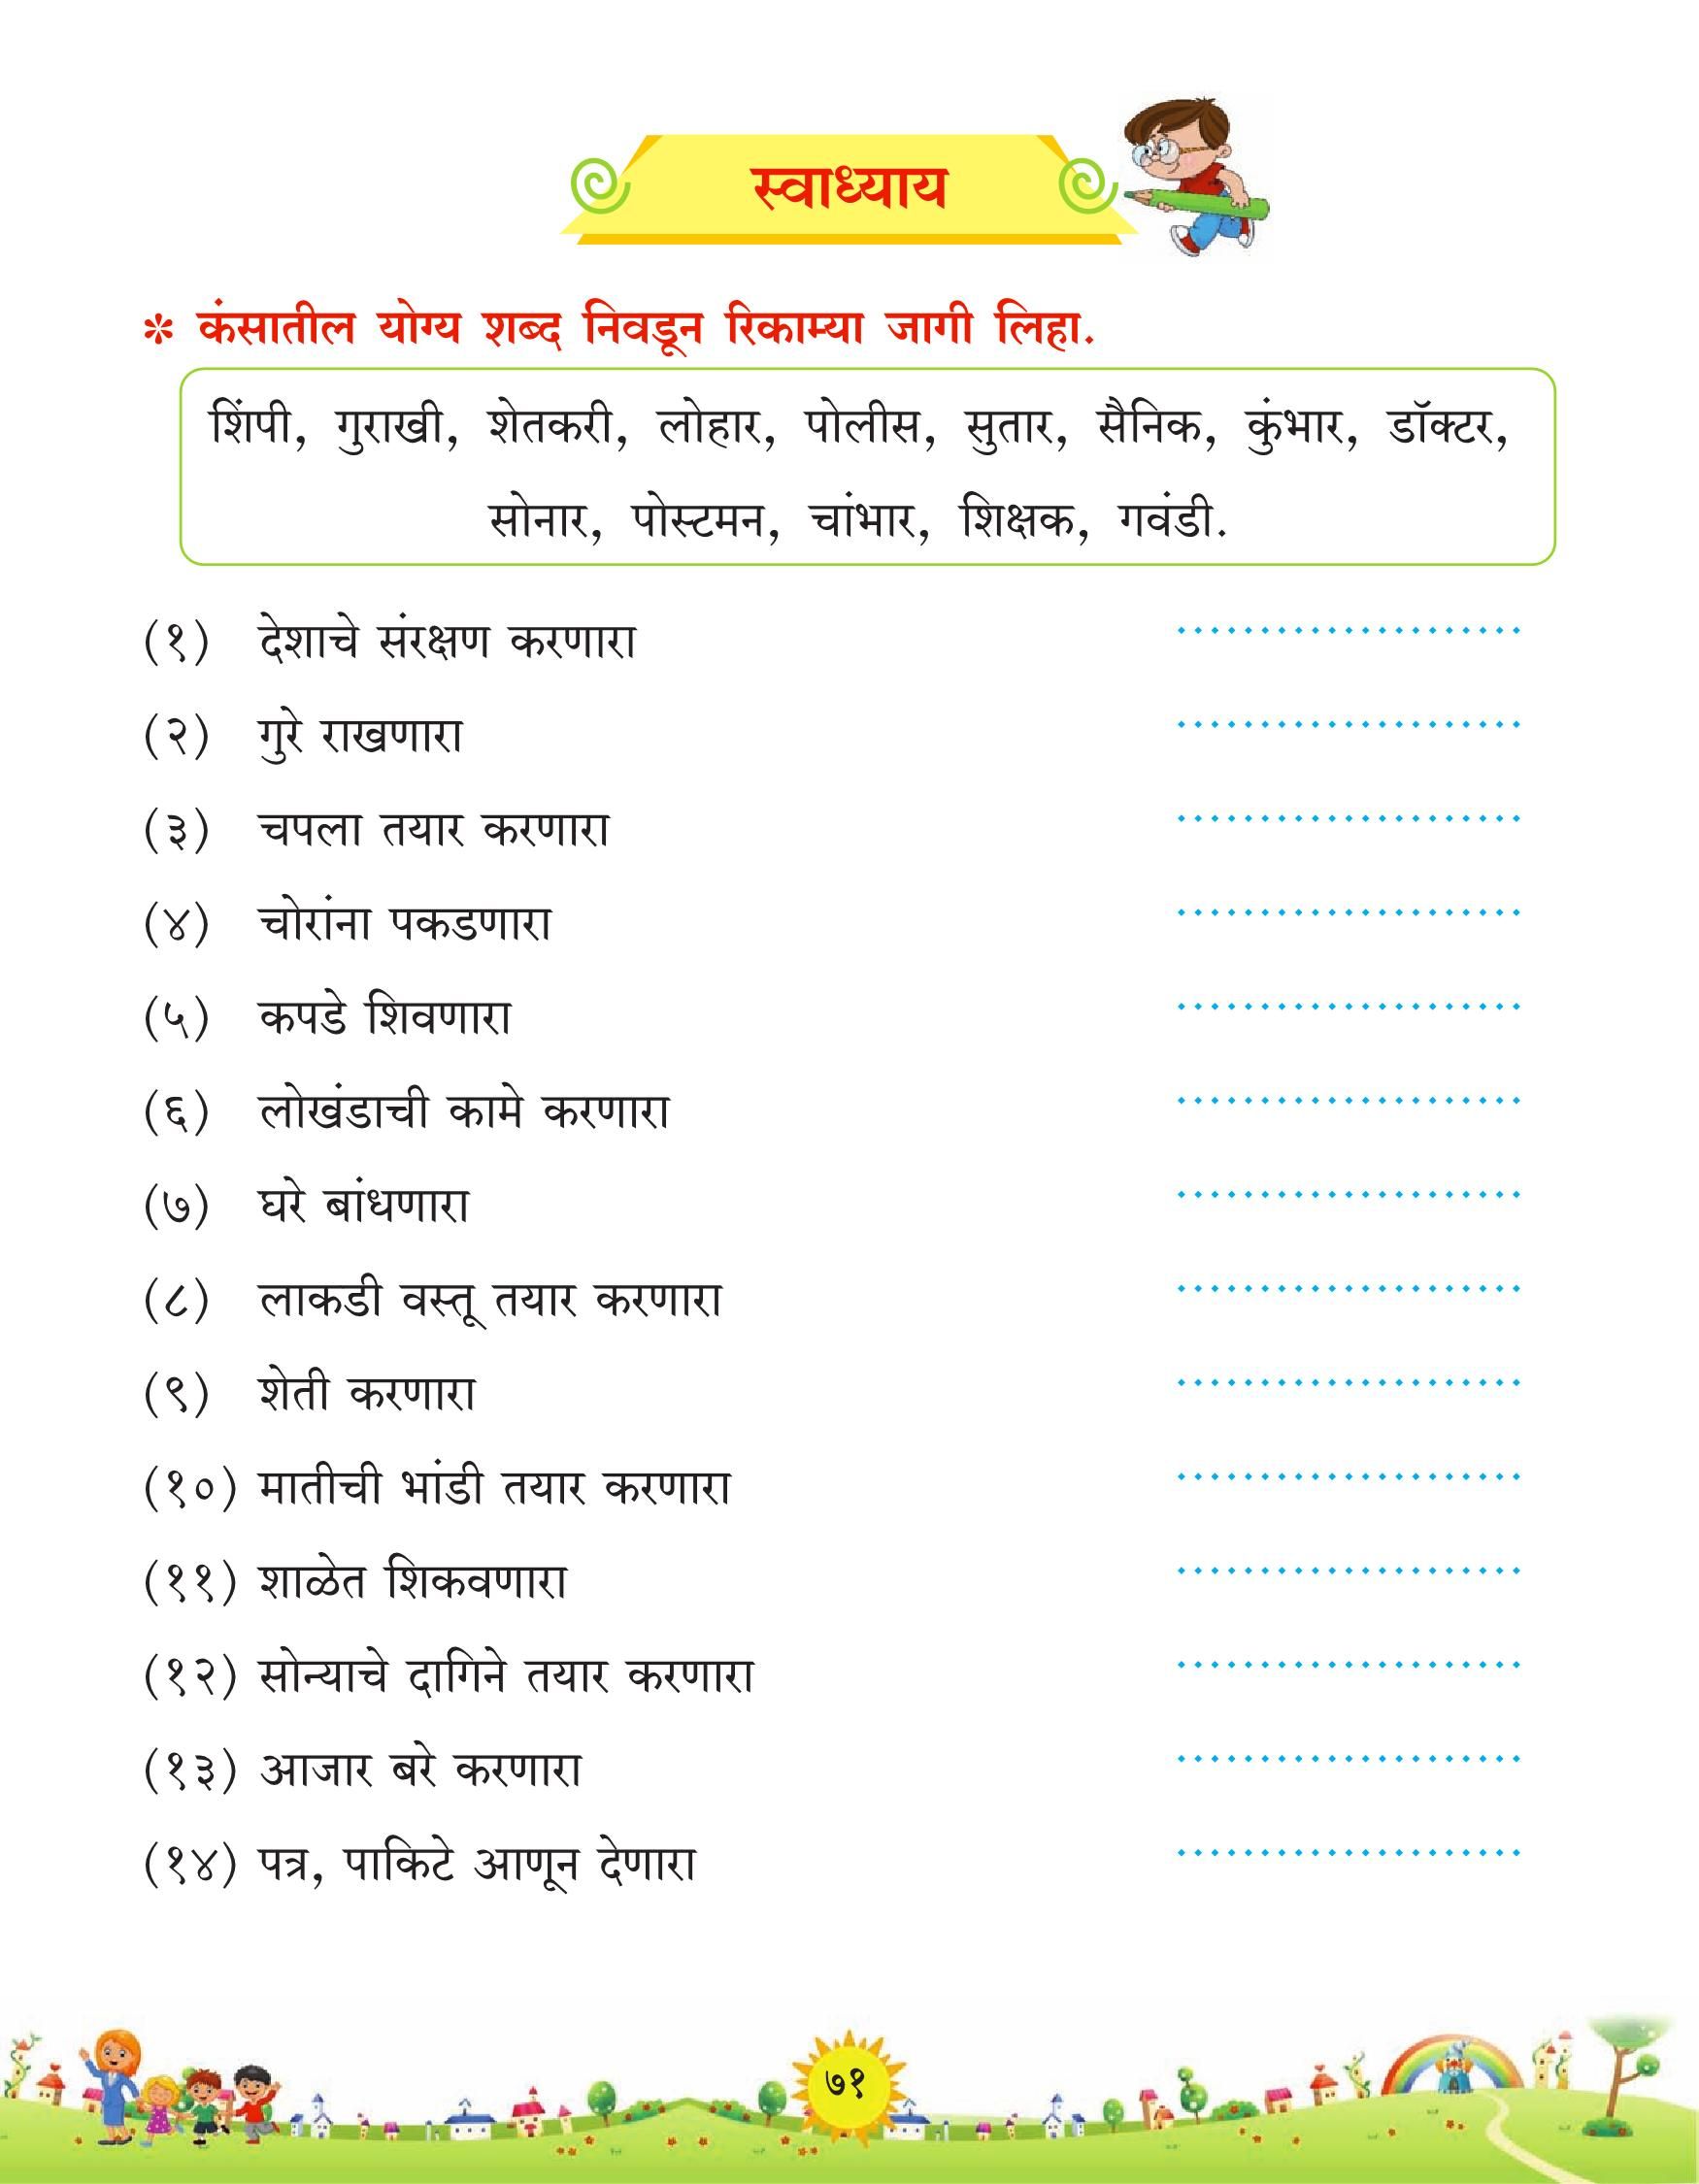 स्वाध्याय
* कंसातील योग्य शब्द निवडून रिकाम्या जागी लिहा.
शिंपी, गुराखी, शेतकरी, लोहार, पोलीस, सुतार, सैनिक, कुंभार, डॉक्टर,
सोनार, पोस्टमन, चांभार, शिक्षक, गवंडी.
(१) देशाचे संरक्षण करणारा .....................
(२) गुरे राखणारा .....................
(३) चपला तयार करणारा .....................
(४) चोरांना पकडणारा .....................
(५) कपडे शिवणारा .....................
(६) लोखंडाची कामे करणारा .....................
(७) घरे बांधणारा .....................
(८) लाकडी वस्तू तयार करणारा .....................
(९) शेती करणारा .....................
(१०) मातीची भांडी तयार करणारा .....................
(११) शाळेत शिकवणारा .....................
(१२) सोन्याचे दागिने तयार करणारा .....................
(१३) आजार बरे करणारा .....................
(१४) पत्र, पाकिटे आणून देणारा .....................
७१